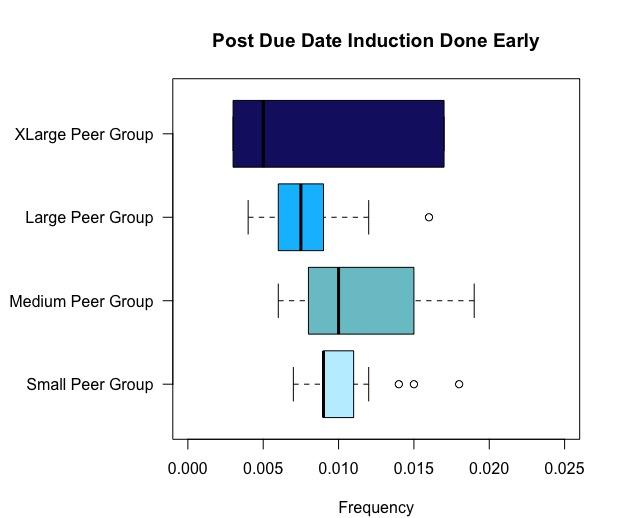 Post Due Date Induction Done Early
XLarge Peer Group
Large Peer Group
Medium Peer Group
Small Peer Group
0.000 0.005 0.010 0.015 0.020 0.025
Frequency